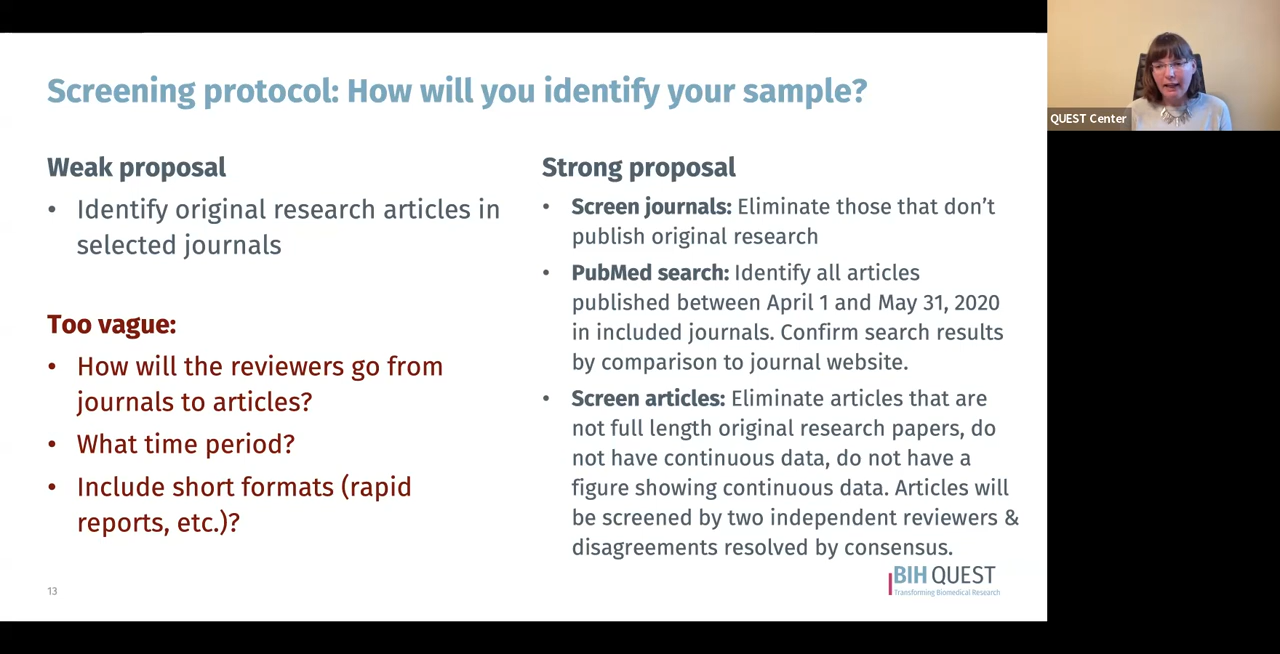 Screening protocol: How will you identify your sample?
Weak proposal
• Identify original research articles in
selected journals
Too vague:
• How will the reviewers go from
journals to articles?
• What time period?
• Include short formats (rapid
reports, etc.)?
Strong proposal
• Screen journals: Eliminate those that don’t
publish original research
• PubMed search: Identify all articles
published between April 1 and May 31, 2020
in included journals. Confirm search results
by comparison to journal website.
• Screen articles: Eliminate articles that are
not full length original research papers, do
not have continuous data, do not have a
figure showing continuous data. Articles will
be screened by two independent reviewers &
disagreements resolved by consensus.
13
BIH QUEST
Transforming Biomedical Research
QUEST Center